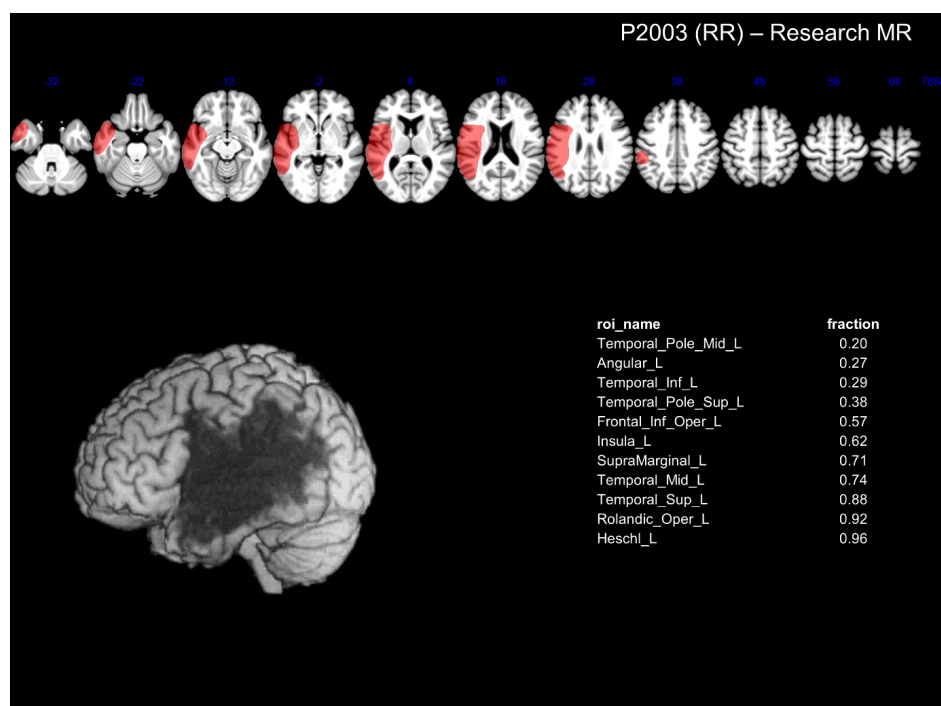 P2003 (RR) – Research MR
-32 -22 -12 -2 8 18 28 38 48 58 68
roi_name fraction
Temporal_Pole_Mid_L 0.20
Angular_L 0.27
Temporal_Inf_L 0.29
Temporal_Pole_Sup_L 0.38
Frontal_Inf_Oper_L 0.57
Insula_L 0.62
SupraMarginal_L 0.71
Temporal_Mid_L 0.74
Temporal_Sup_L 0.88
Rolandic_Oper_L 0.92
Heschl_L 0.96